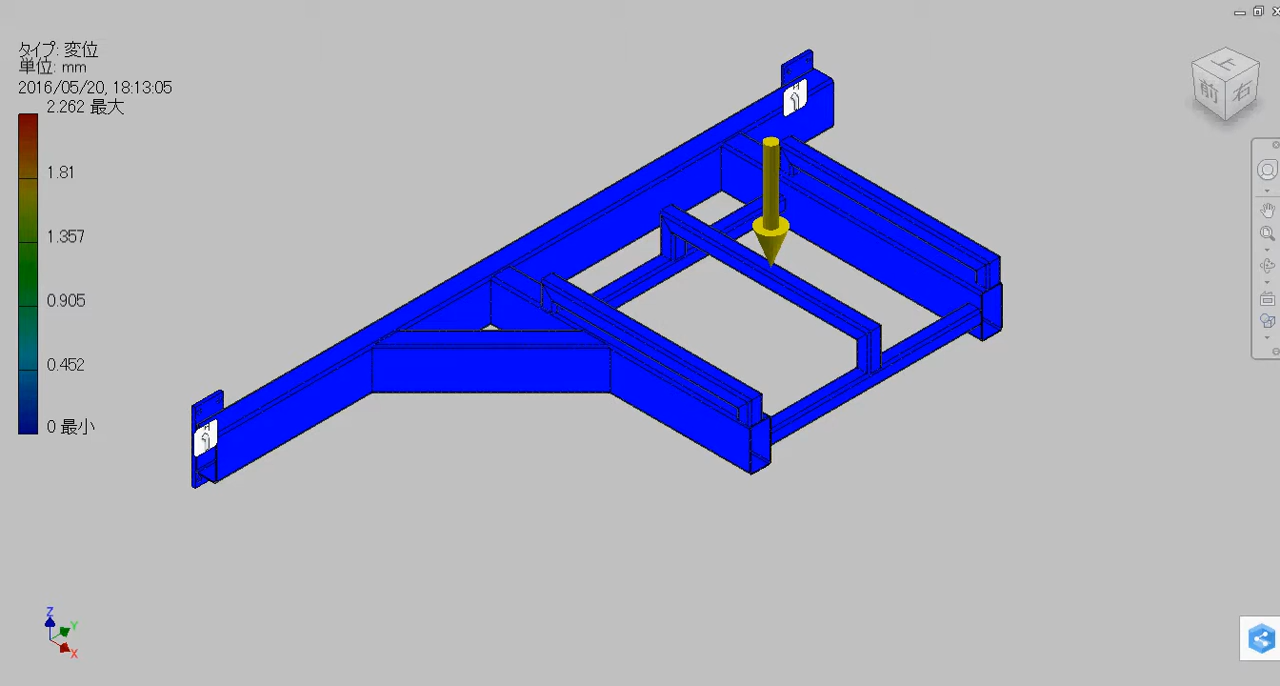 タイプ: 変位
単位: mm
2016/05/20, 18:13:05
2.262 最大
1.81
1.357
0.905
0.452
0 最小
上
前
右
Z
Y
X